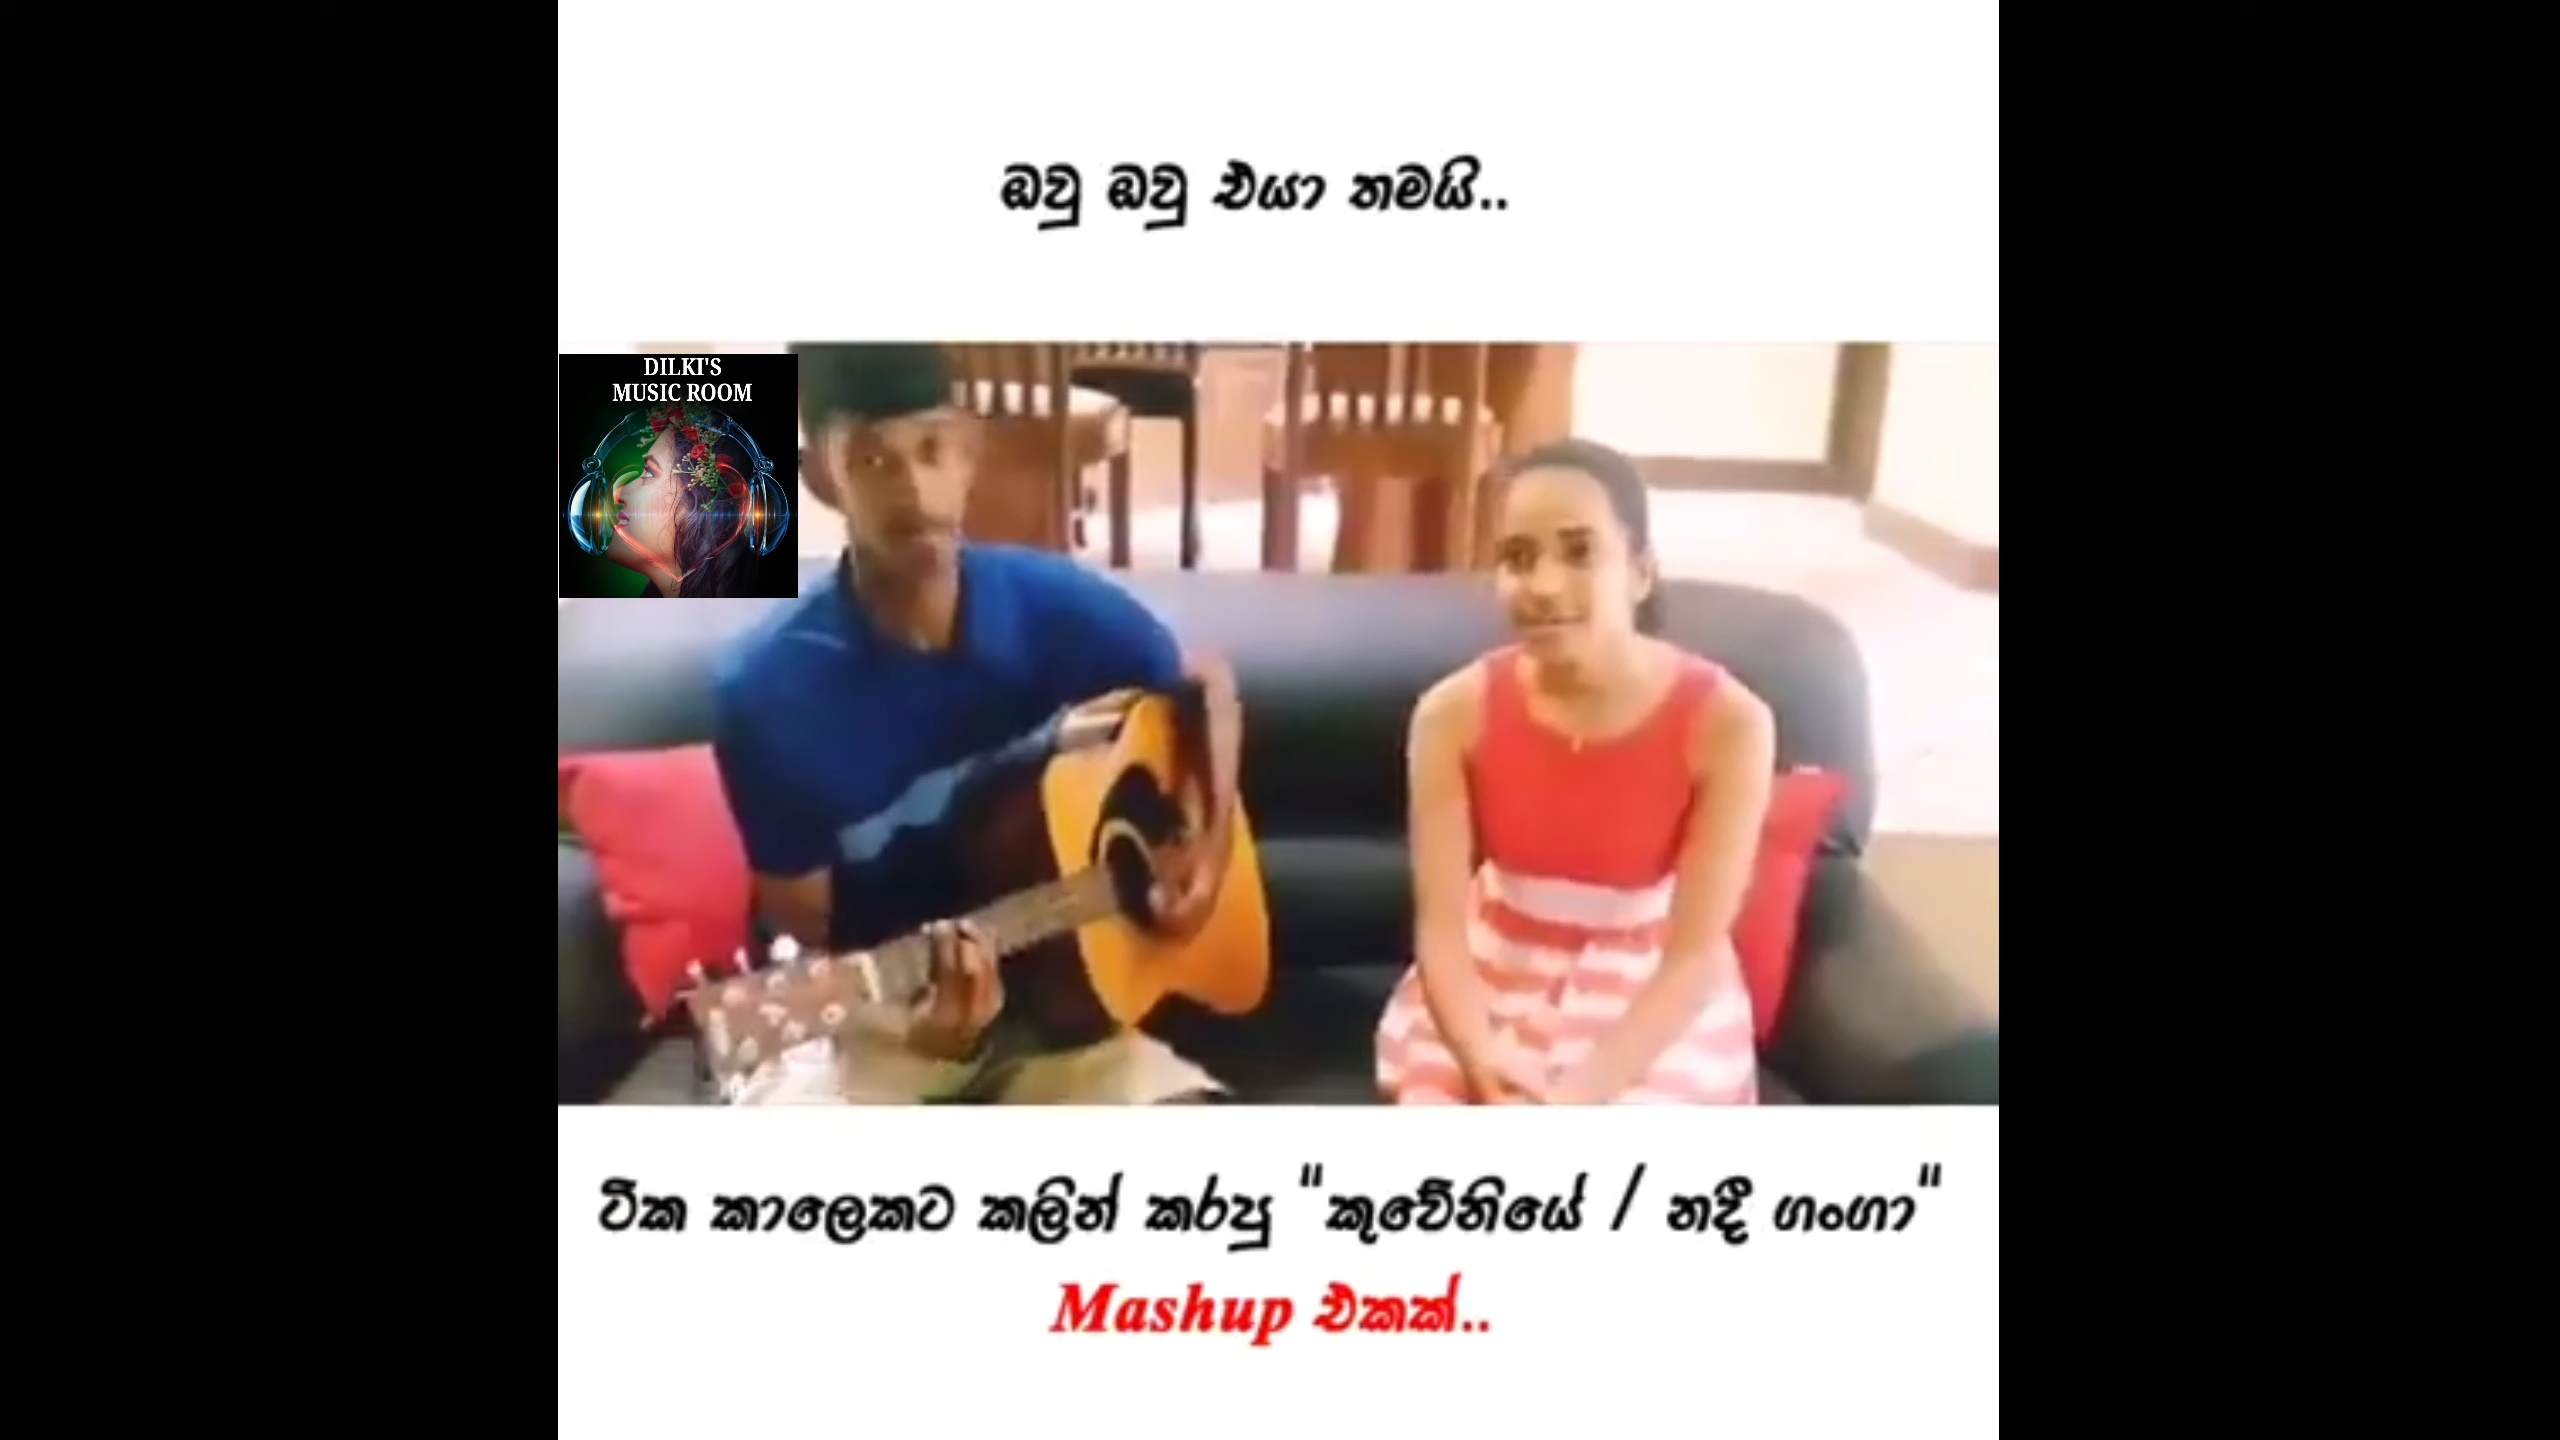 ඔව් ඔව් එයා තමයි..
DILKI'S
MUSIC ROOM
ටික කාලෙකට කලින් කරපු "කුවේනියේ / නදී ගංගා"
Mashup එකක්..